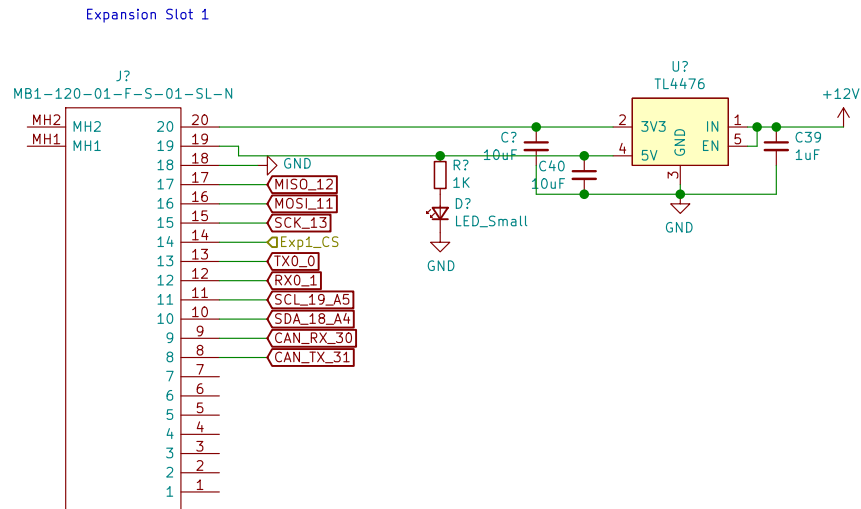 Expansion Slot 1
J?
MB1-120-01-F-S-01-SL-N
MH2 MH2
MH1 MH1
20 20
19 19
18 18 GND
17 17 MISO_12
16 16 MOSI_11
15 15 SCK_13
14 14 Exp1_CS
13 13 TX0_0
12 12 RX0_1
11 11 SCL_19_A5
10 10 SDA_18_A4
9 9 CAN_RX_30
8 8 CAN_TX_31
7 7
6 6
5 5
4 4
3 3
2 2
1 1
R?
1K
D?
LED_Small
GND
C?
10uF
C40
10uF
U?
TL4476
2 3V3 IN 1
4 5V EN 5
GND
3
GND
+12V
C39
1uF